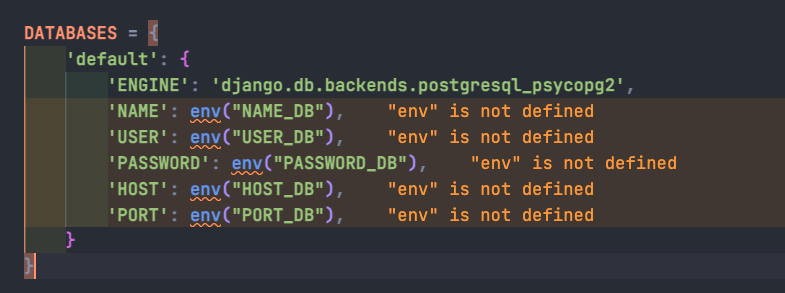 DATABASES = {
'default': {
'ENGINE': 'django.db.backends.postgresql_psycopg2',
'NAME': env("NAME_DB"), "env" is not defined
'USER': env("USER_DB"), "env" is not defined
'PASSWORD': env("PASSWORD_DB"), "env" is not defined
'HOST': env("HOST_DB"), "env" is not defined
'PORT': env("PORT_DB"), "env" is not defined
}
}